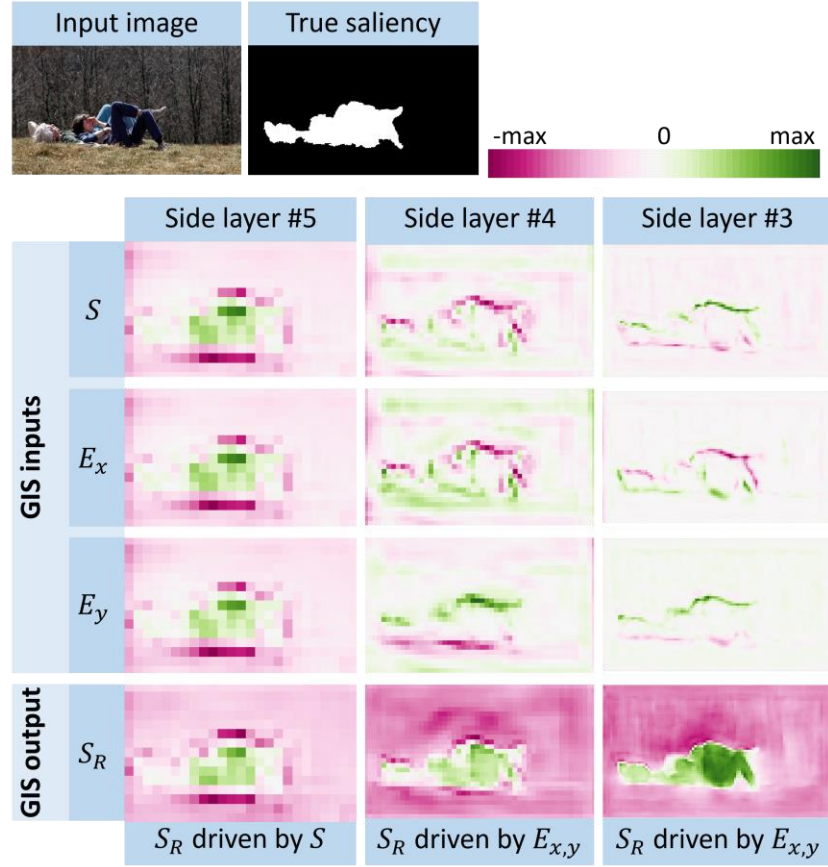 Input image
True saliency
-max 0 max
Side layer #5
Side layer #4
Side layer #3
GIS inputs
S
E_x
E_y
GIS output
S_R
S_R driven by S
S_R driven by E_{x,y}
S_R driven by E_{x,y}